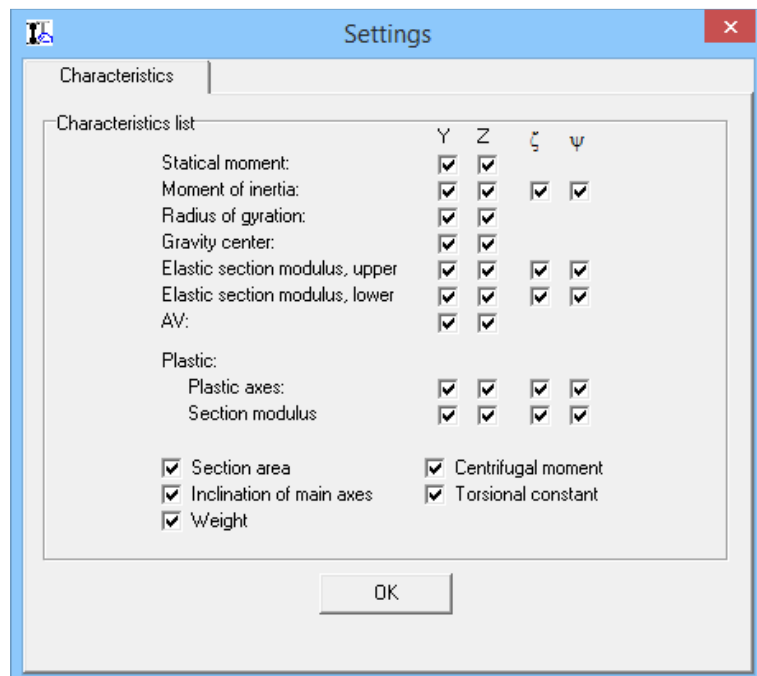 Settings
Characteristics
Characteristics list
Y Z ζ ψ
Statical moment:
Moment of inertia:
Radius of gyration:
Gravity center:
Elastic section modulus, upper
Elastic section modulus, lower
AV:
Plastic:
Plastic axes:
Section modulus
Section area Centrifugal moment
Inclination of main axes Torsional constant
Weight
OK